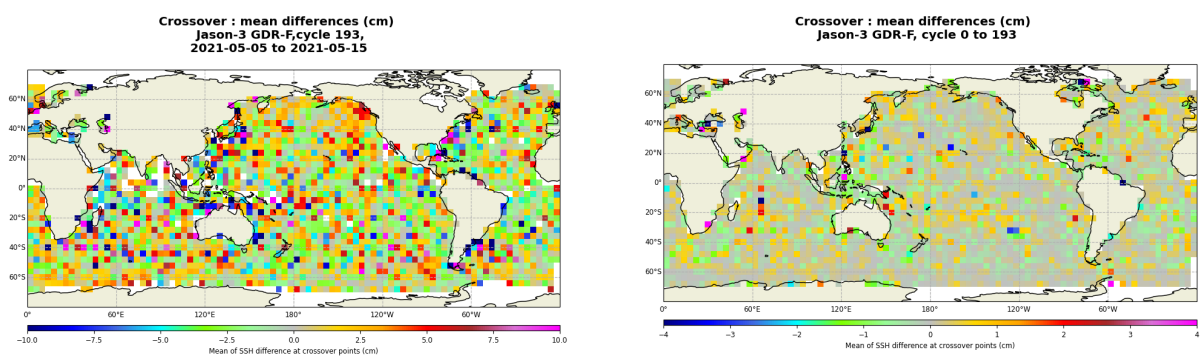 Crossover : mean differences (cm)
Jason-3 GDR-F,cycle 193,
2021-05-05 to 2021-05-15
60°N
40°N
20°N
0°
20°S
40°S
60°S
0° 60°E 120°E 180° 120°W 60°W
−10.0 −7.5 −5.0 −2.5 0.0 2.5 5.0 7.5 10.0
Mean of SSH difference at crossover points (cm)
Crossover : mean differences (cm)
Jason-3 GDR-F, cycle 0 to 193
60°N
40°N
20°N
0°
20°S
40°S
60°S
0° 60°E 120°E 180° 120°W 60°W
−4 −3 −2 −1 0 1 2 3 4
Mean of SSH difference at crossover points (cm)